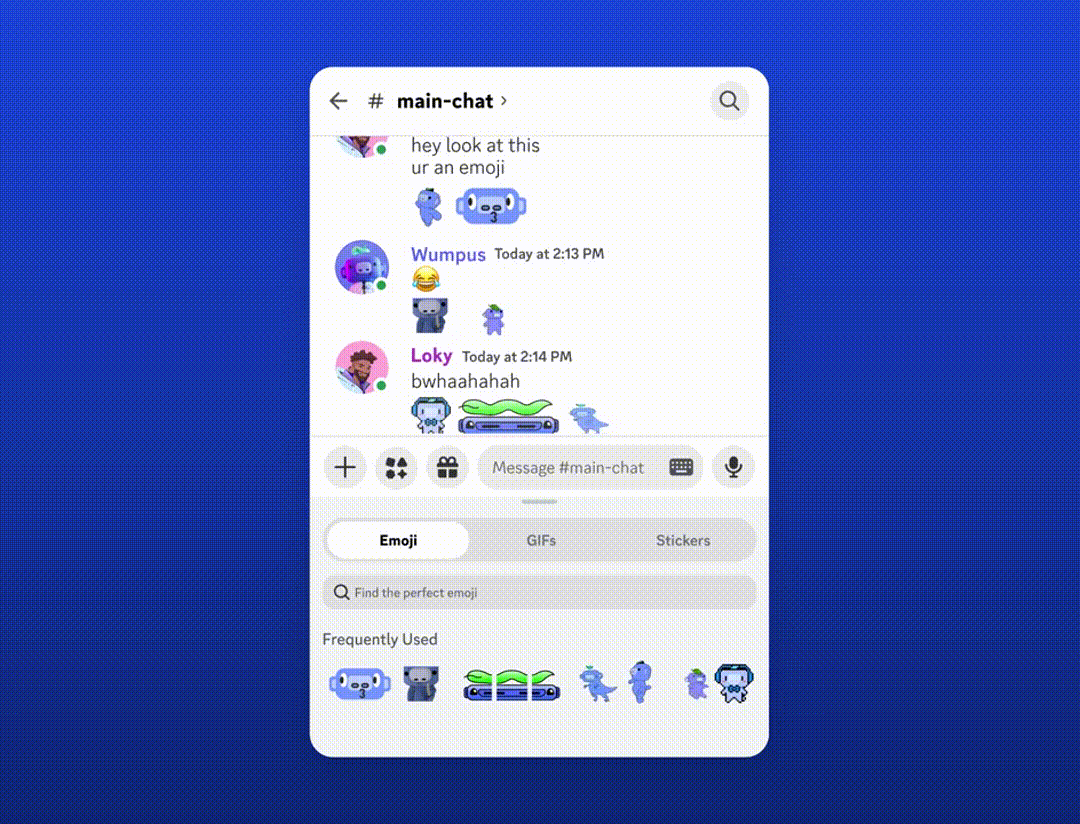 # main-chat ›
hey look at this
ur an emoji
Wumpus Today at 2:13 PM
Loky Today at 2:14 PM
bwhaahahah
Message #main-chat
Emoji GIFs Stickers
Find the perfect emoji
Frequently Used